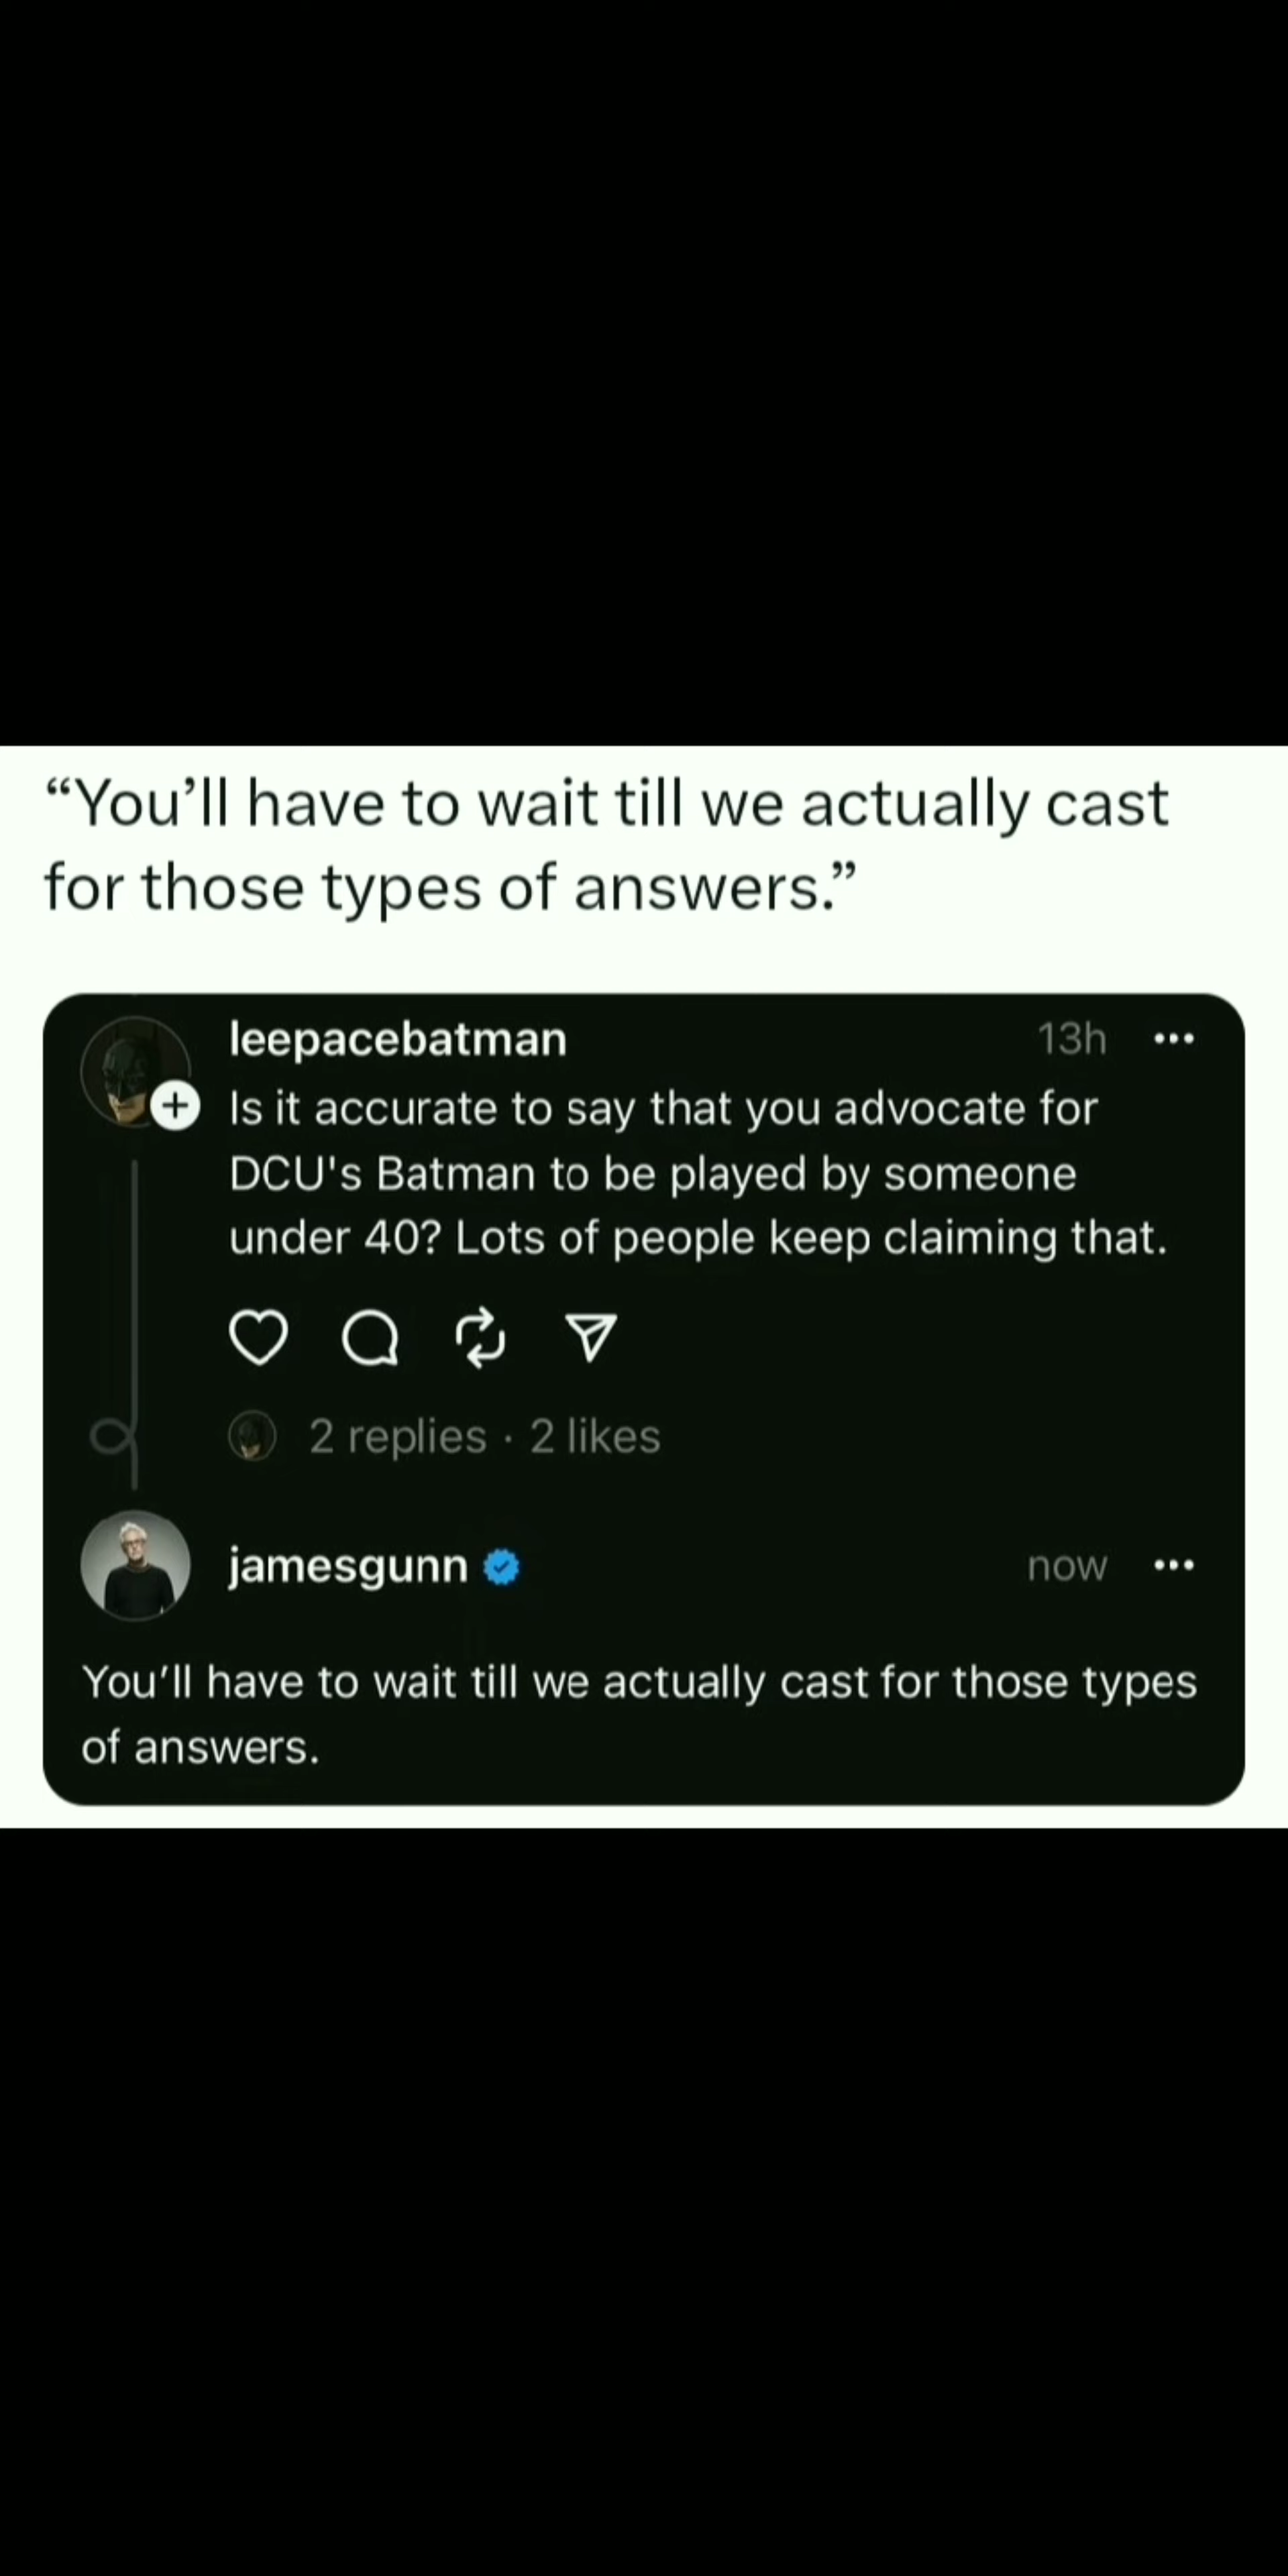 “You’ll have to wait till we actually cast
for those types of answers.”
leepacebatman 13h
Is it accurate to say that you advocate for
DCU's Batman to be played by someone
under 40? Lots of people keep claiming that.
2 replies · 2 likes
jamesgunn now
You’ll have to wait till we actually cast for those types
of answers.